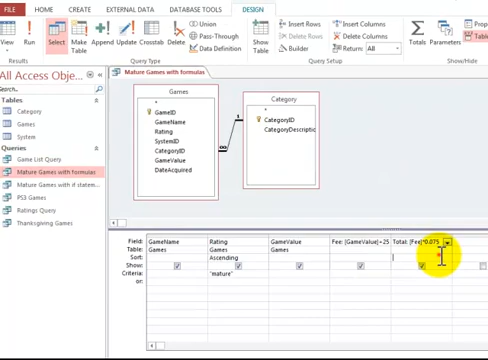 FILE HOME CREATE EXTERNAL DATA DATABASE TOOLS DESIGN
View Run Select Make Table Append Update Crosstab Delete Union Pass-Through Data Definition Show Table Insert Rows Delete Rows Builder Insert Columns Delete Columns Return: All Totals Parameters Property Table
Results Query Type Query Setup Show/Hide
All Access Obje...
Search...
Tables
Category
Games
System
Queries
Game List Query
Mature Games with formulas
Mature Games with if statem...
PS3 Games
Ratings Query
Thanksgiving Games
Mature Games with formulas
Games
*
GameID
GameName
Rating
SystemID
CategoryID
GameValue
DateAcquired
∞ 1
Category
*
CategoryID
CategoryDescriptic
Field: GameName Rating GameValue Fee: [GameValue]+25 Total: [Fee]*0.075
Table: Games Games Games
Sort: Ascending
Show:
Criteria: "mature"
or: